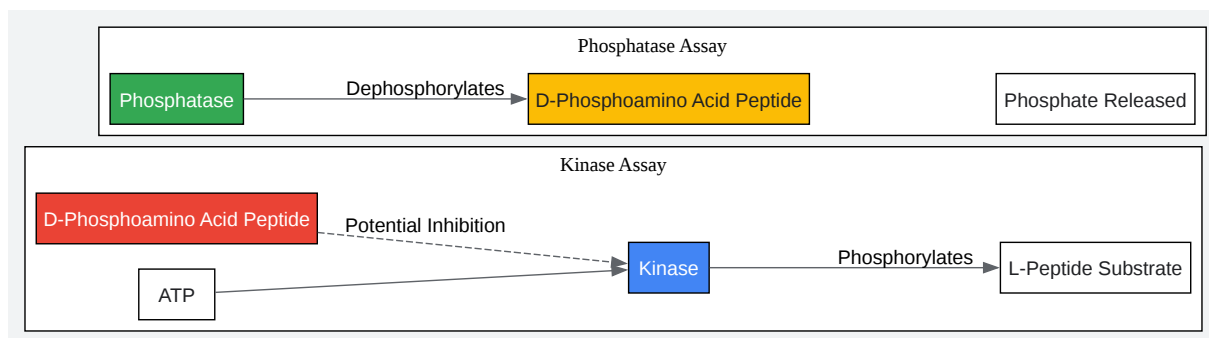 Phosphatase Assay
Phosphatase
Dephosphorylates
D-Phosphoamino Acid Peptide
Phosphate Released
Kinase Assay
D-Phosphoamino Acid Peptide
Potential Inhibition
ATP
Kinase
Phosphorylates
L-Peptide Substrate